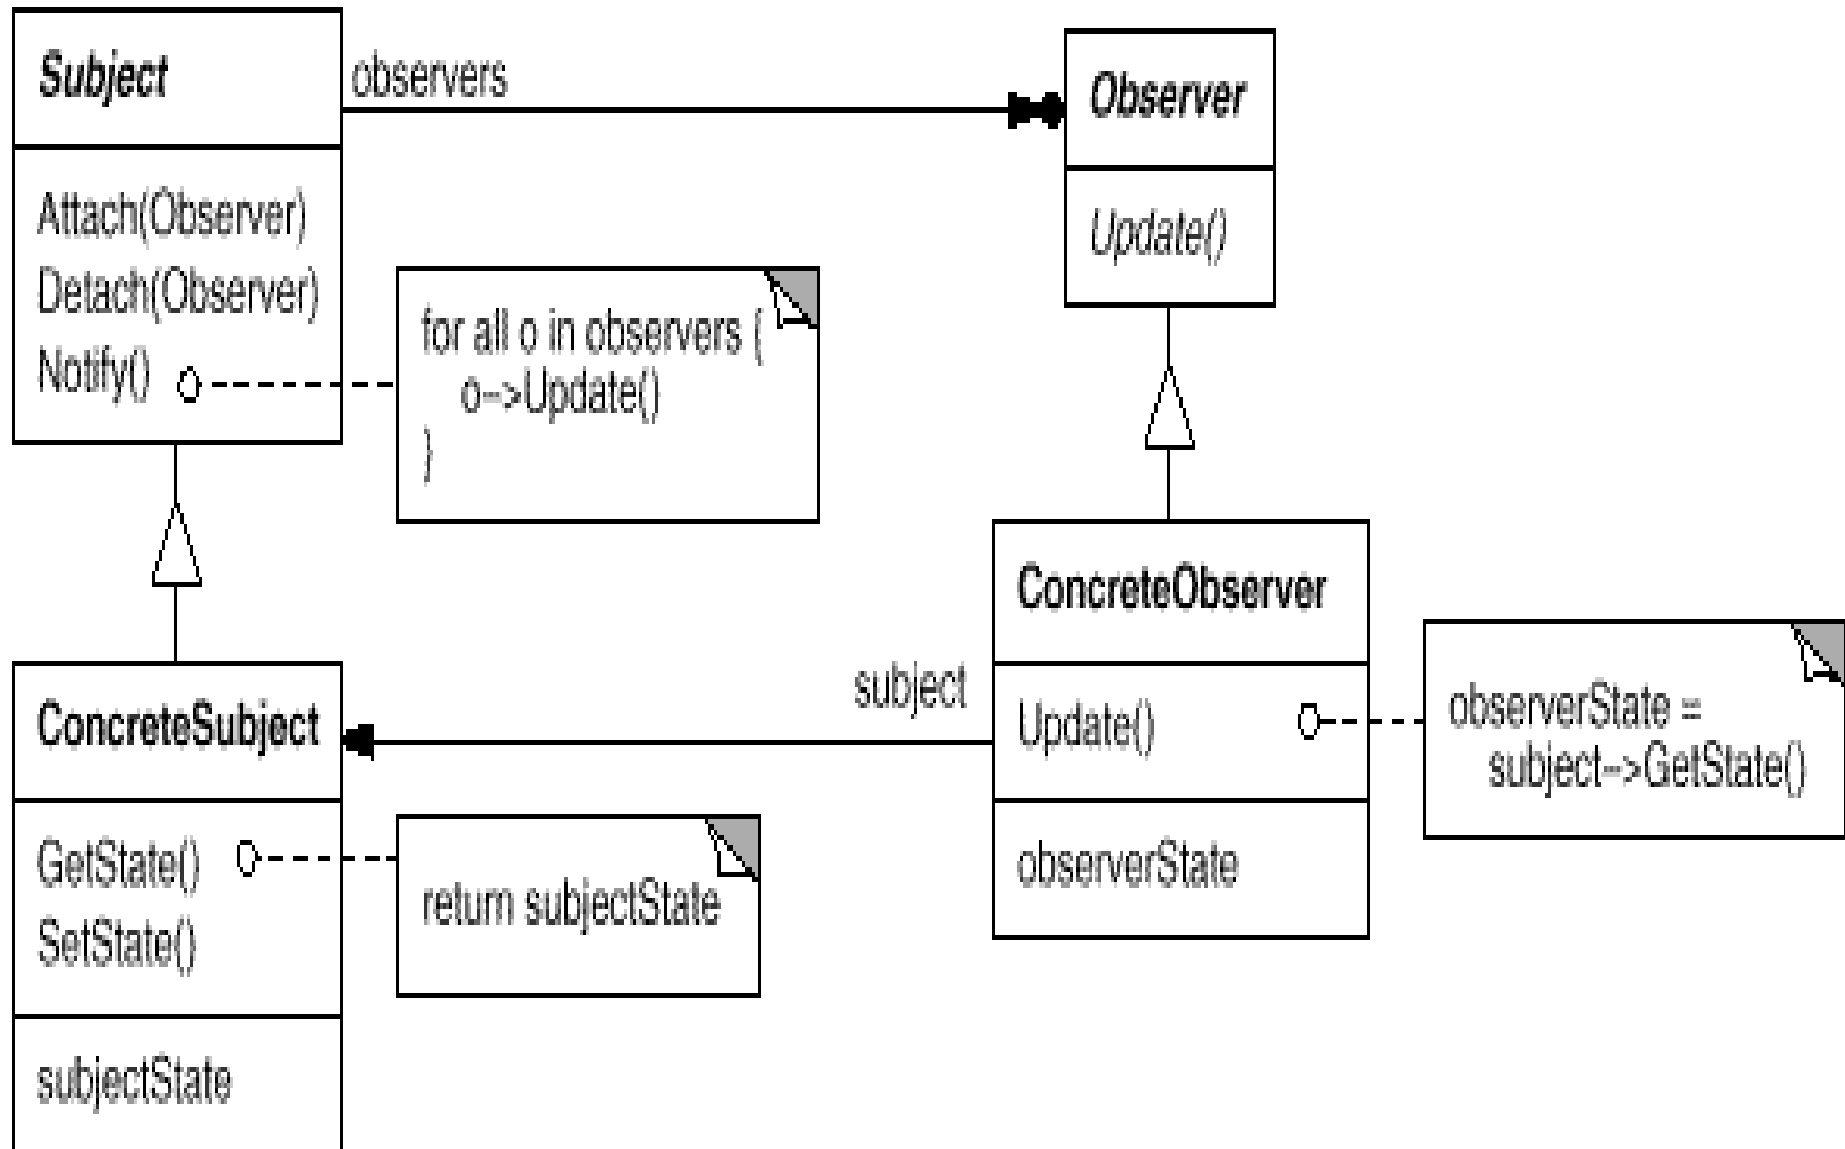 Subject
observers
Observer
Attach(Observer)
Detach(Observer)
Notify()
Update()
for all o in observers {
o->Update()
}
ConcreteObserver
Update()
observerState
observerState =
subject->GetState()
subject
ConcreteSubject
GetState()
SetState()
subjectState
return subjectState